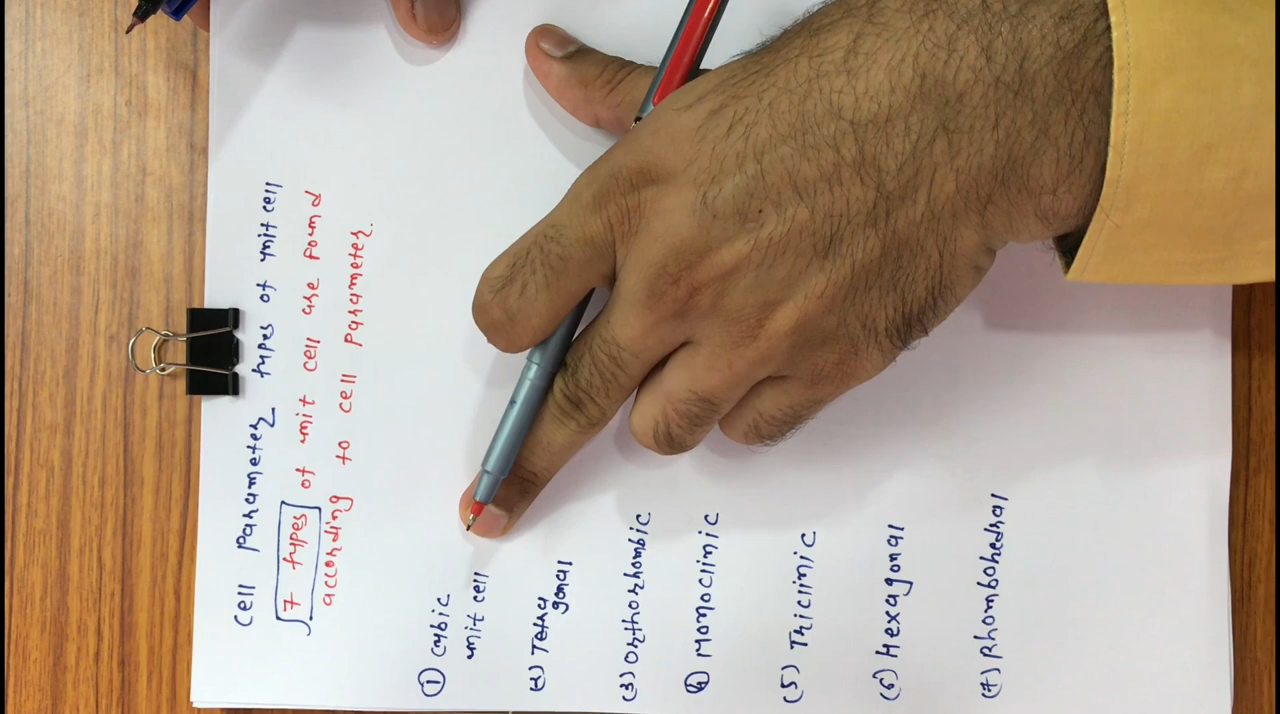 Cell Parameter types of unit cell
7 types of unit cell are found
according to cell parameter.
① Cubic
unit cell
(2) Tetra
gonal
(3) Orthorhombic
④ Monoclinic
(5) Triclinic
(6) Hexagonal
(7) Rhombohedral